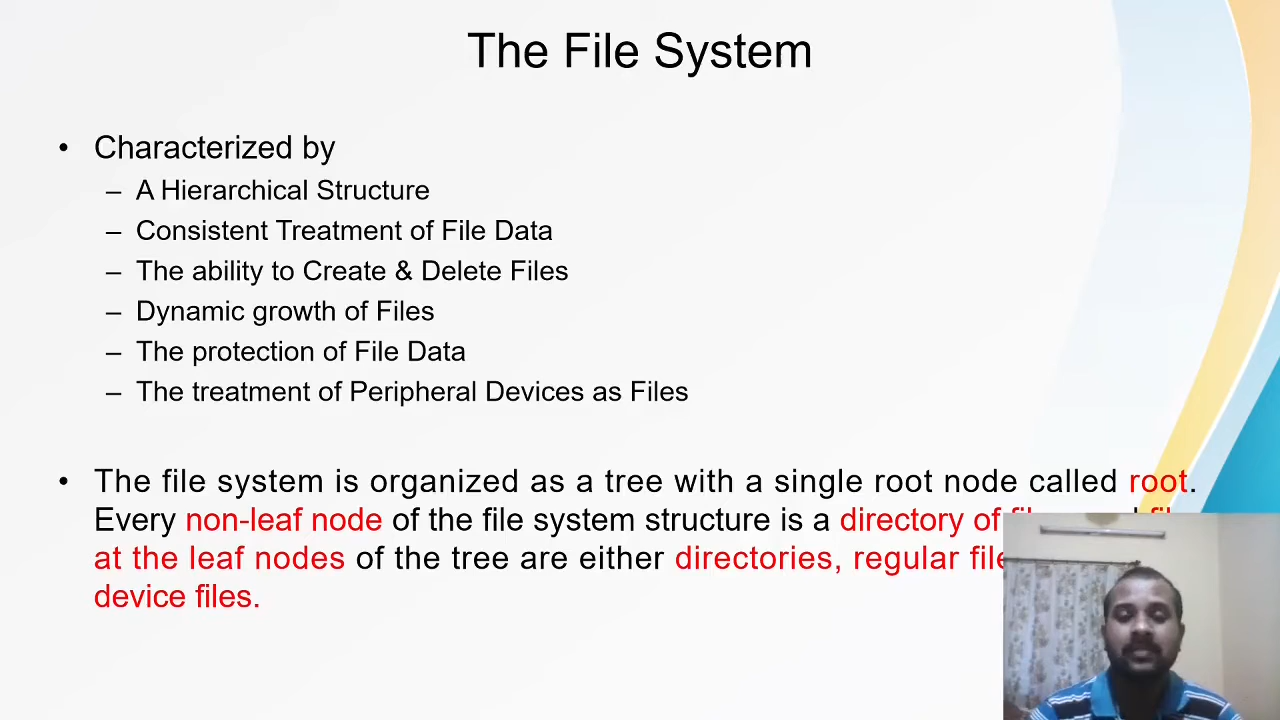 The File System
• Characterized by
– A Hierarchical Structure
– Consistent Treatment of File Data
– The ability to Create & Delete Files
– Dynamic growth of Files
– The protection of File Data
– The treatment of Peripheral Devices as Files
• The file system is organized as a tree with a single root node called root.
Every non-leaf node of the file system structure is a directory of
at the leaf nodes of the tree are either directories, regular
device files.